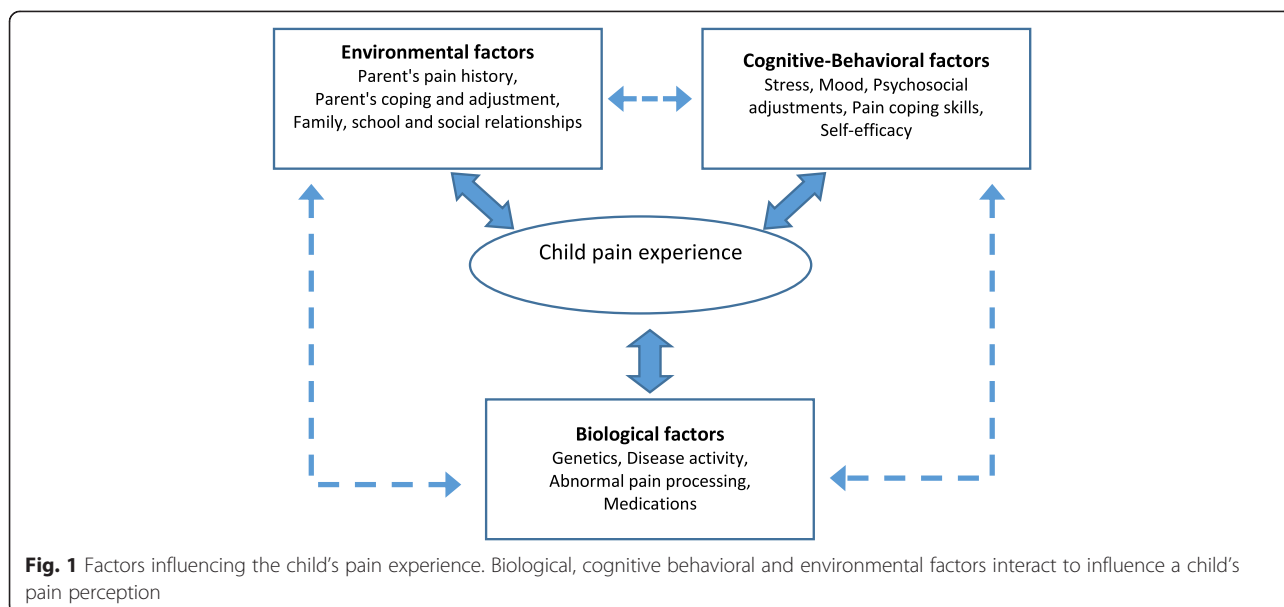 Environmental factors
Parent's pain history,
Parent's coping and adjustment,
Family, school and social relationships
Cognitive-Behavioral factors
Stress, Mood, Psychosocial
adjustments, Pain coping skills,
Self-efficacy
Child pain experience
Biological factors
Genetics, Disease activity,
Abnormal pain processing,
Medications
Fig. 1 Factors influencing the child’s pain experience. Biological, cognitive behavioral and environmental factors interact to influence a child’s
pain perception